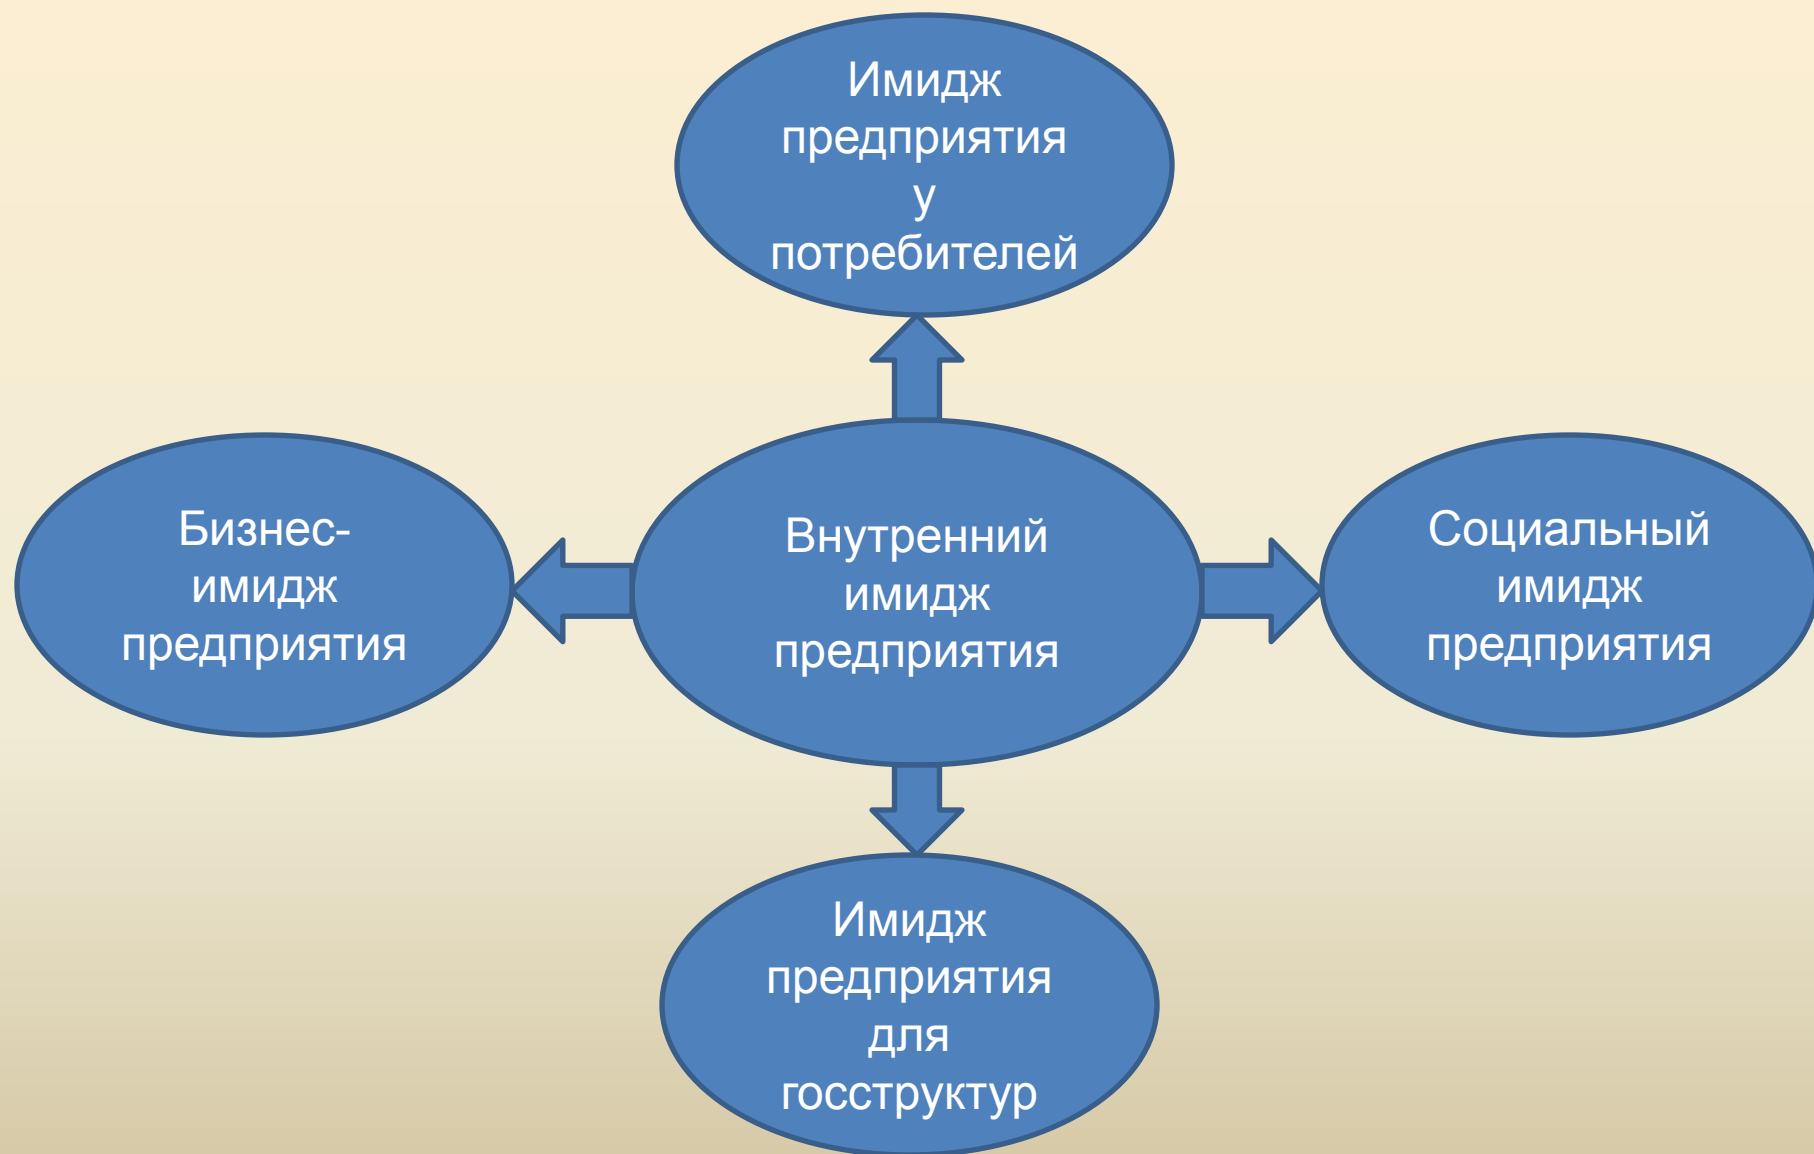 Имидж
предприятия
у
потребителей
Бизнес-
имидж
предприятия
Внутренний
имидж
предприятия
Социальный
имидж
предприятия
Имидж
предприятия
для
госструктур